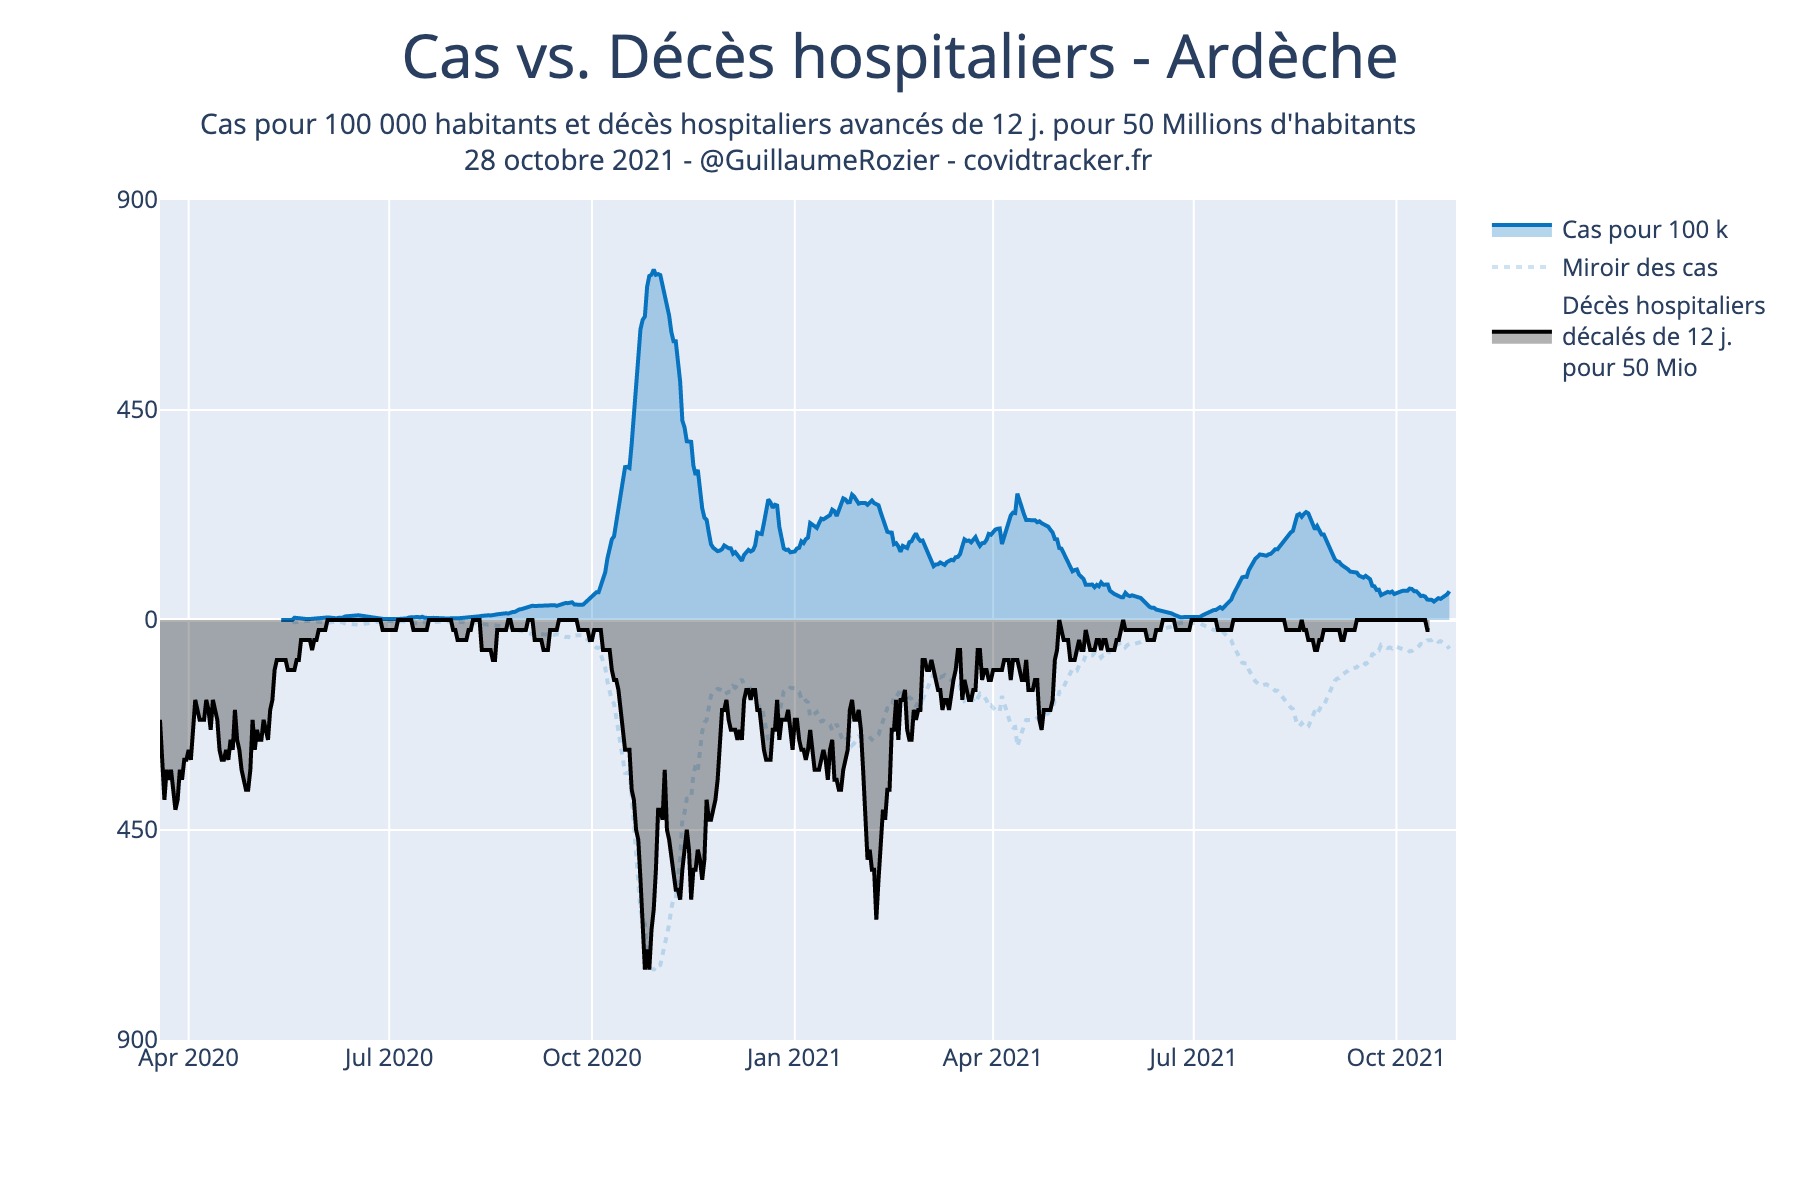 Cas vs. Décès hospitaliers - Ardèche
Cas pour 100 000 habitants et décès hospitaliers avancés de 12 j. pour 50 Millions d'habitants
28 octobre 2021 - @GuillaumeRozier - covidtracker.fr
900
450
0
450
900
Apr 2020
Jul 2020
Oct 2020
Jan 2021
Apr 2021
Jul 2021
Oct 2021
Cas pour 100 k
Miroir des cas
Décès hospitaliers
décalés de 12 j.
pour 50 Mio